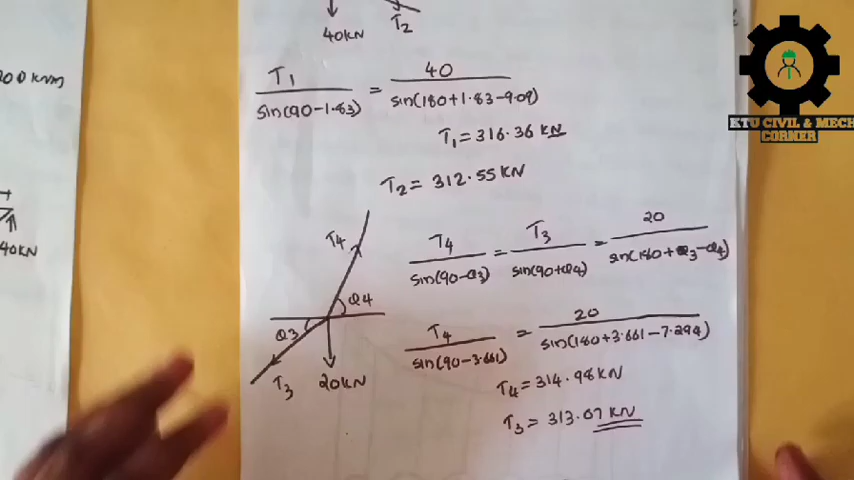 40KN
T2
200 kNm
T1 / sin(90-1.83) = 40 / sin(180+1.83-9.09)
T1 = 316.36 KN
T2 = 312.55 KN
40KN
T4
θ4
θ3
T3
20KN
T4 / sin(90-θ3) = T3 / sin(90+θ4) = 20 / sin(180+θ3-θ4)
T4 / sin(90-3.661) = 20 / sin(180+3.661-7.294)
T4 = 314.98 KN
T3 = 313.07 KN
KTU CIVIL & MECH
CORNER